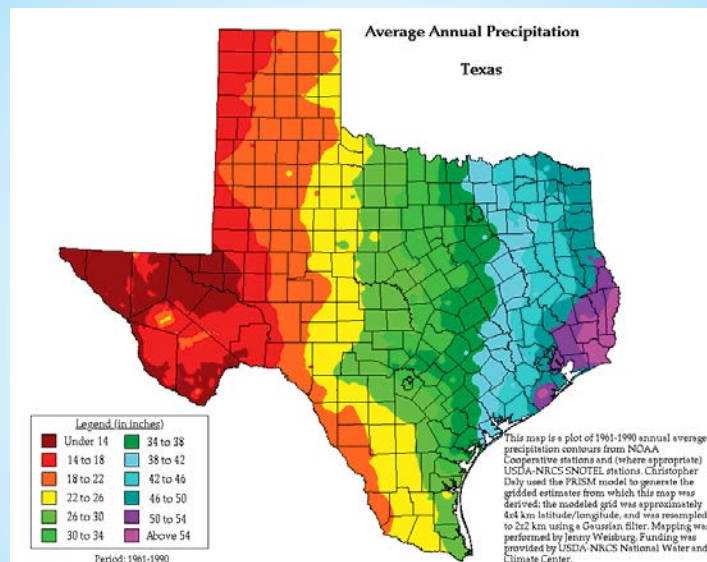 Average Annual Precipitation
Texas
Legend (in inches)
Under 14
14 to 18
18 to 22
22 to 26
26 to 30
30 to 34
34 to 38
38 to 42
42 to 46
46 to 50
50 to 54
Above 54
Period: 1961-1990
This map is a plot of 1961-1990 annual average
precipitation contours from NOAA
Cooperative stations and (where appropriate)
USDA-NRCS SNOTEL stations. Christopher
Daly used the PRISM model to generate the
gridded estimates from which this map was
derived; the modeled grid was approximately
4x4 km latitude/longitude, and was resampled
to 2x2 km using a Gaussian filter. Mapping was
performed by Jenny Weisburg. Funding was
provided by USDA-NRCS National Water and
Climate Center.